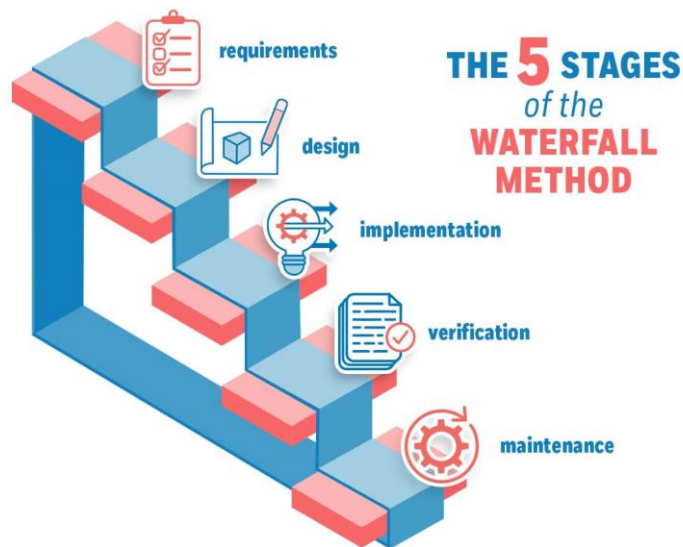 THE 5 STAGES
of the
WATERFALL
METHOD
requirements
design
implementation
verification
maintenance